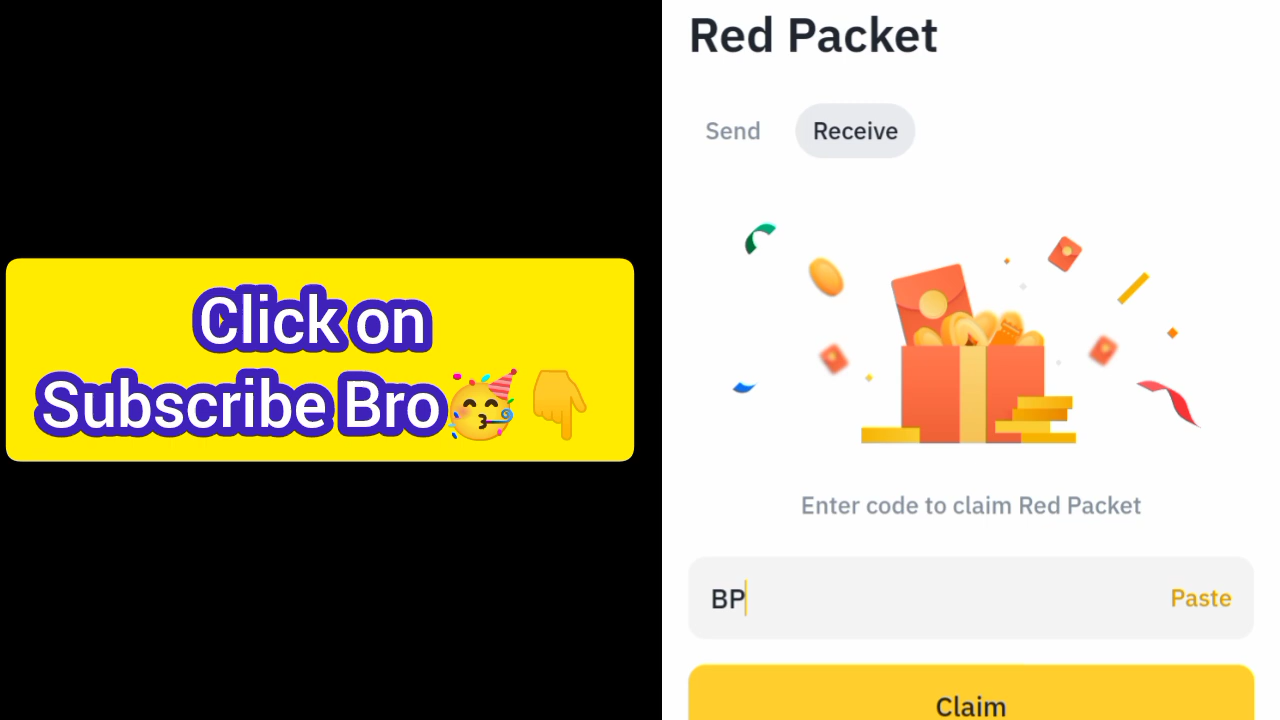 Click on
Subscribe Bro🥳👇
Red Packet
Send
Receive
Enter code to claim Red Packet
BP
Paste
Claim